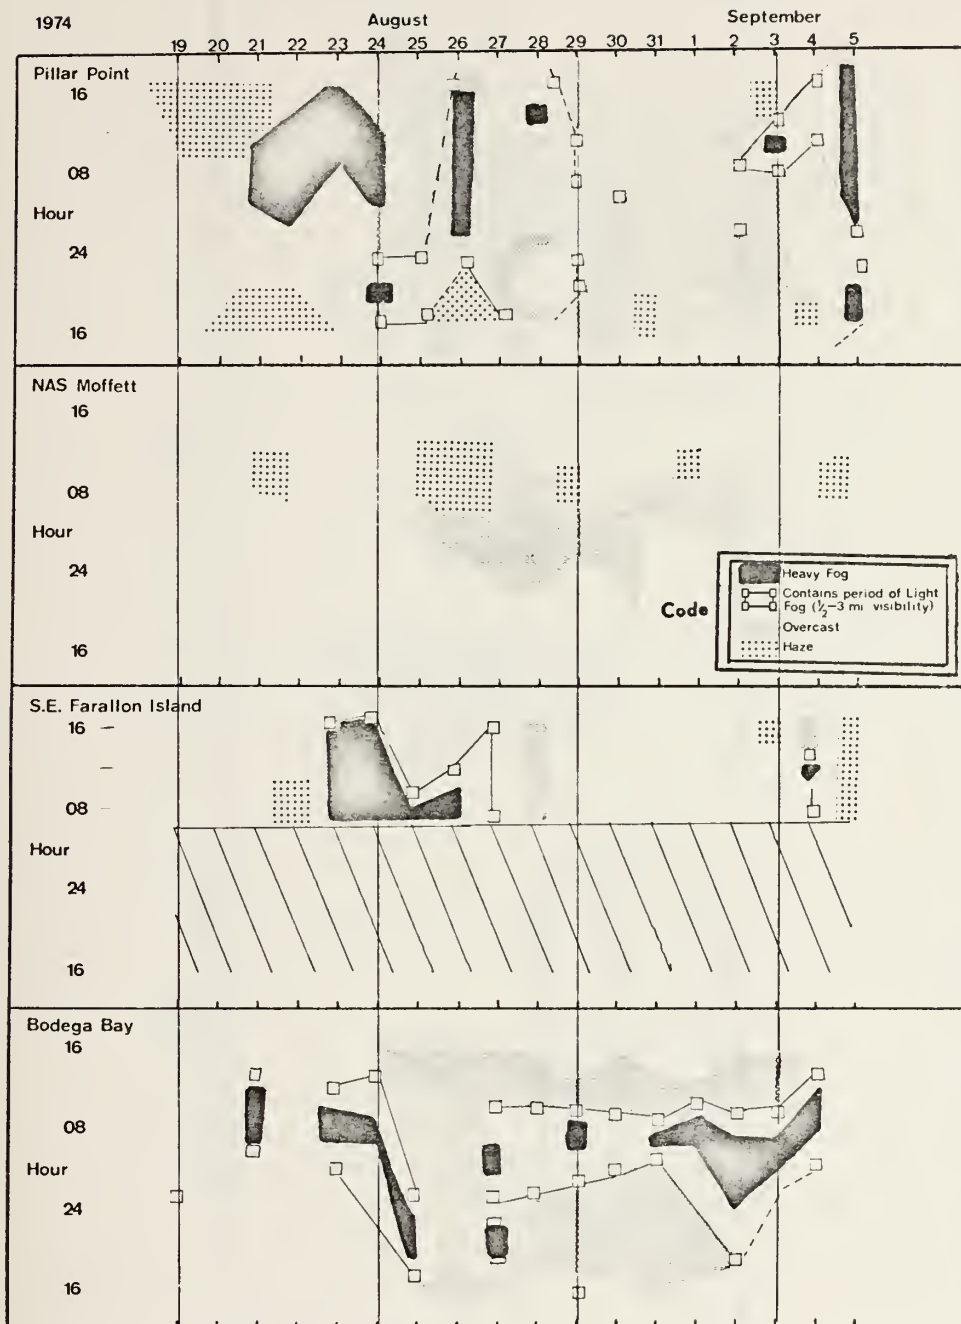 1974
August
September
19 20 21 22 23 24 25 26 27 28 29 30 31 1 2 3 4 5
Pillar Point
16
08
Hour
24
16
NAS Moffett
16
08
Hour
24
16
Code
Heavy Fog
Contains period of Light
Fog (½–3 mi visibility)
Overcast
Haze
S.E. Farallon Island
16
08
Hour
24
16
Bodega Bay
16
08
Hour
24
16